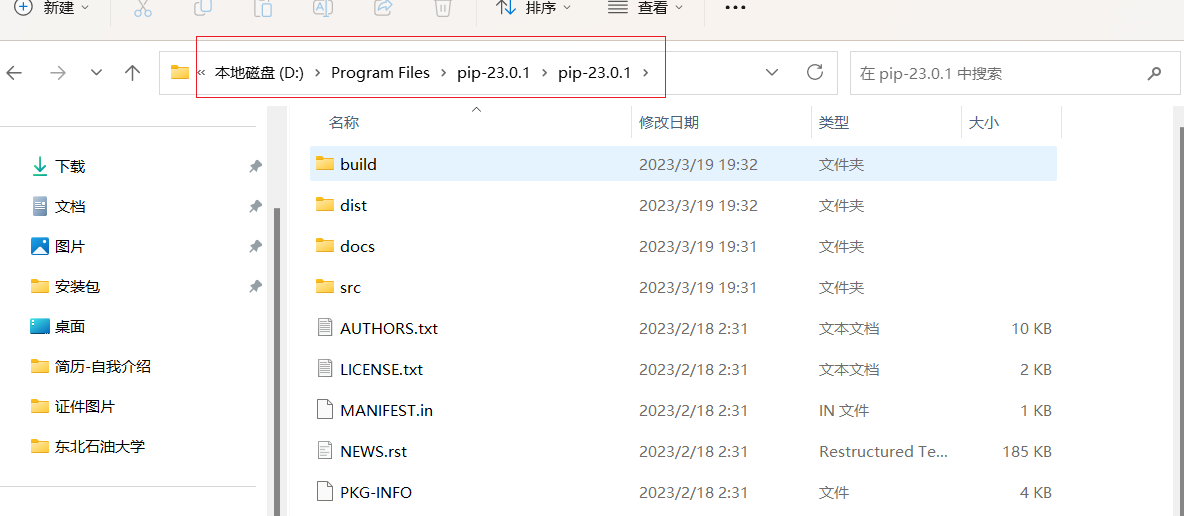 新建 排序 查看
« 本地磁盘 (D:) › Program Files › pip-23.0.1 › pip-23.0.1 › 在 pip-23.0.1 中搜索
名称 修改日期 类型 大小
下载
文档
图片
安装包
桌面
简历-自我介绍
证件图片
东北石油大学
build 2023/3/19 19:32 文件夹
dist 2023/3/19 19:32 文件夹
docs 2023/3/19 19:31 文件夹
src 2023/3/19 19:31 文件夹
AUTHORS.txt 2023/2/18 2:31 文本文档 10 KB
LICENSE.txt 2023/2/18 2:31 文本文档 2 KB
MANIFEST.in 2023/2/18 2:31 IN 文件 1 KB
NEWS.rst 2023/2/18 2:31 Restructured Te... 185 KB
PKG-INFO 2023/2/18 2:31 文件 4 KB